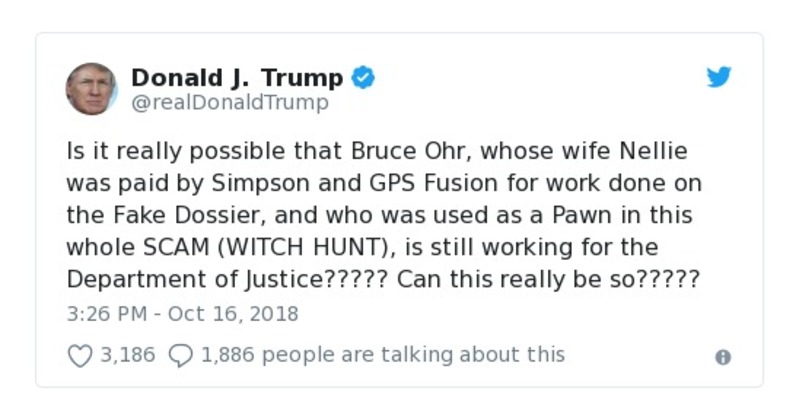 Donald J. Trump
@realDonaldTrump
Is it really possible that Bruce Ohr, whose wife Nellie
was paid by Simpson and GPS Fusion for work done on
the Fake Dossier, and who was used as a Pawn in this
whole SCAM (WITCH HUNT), is still working for the
Department of Justice????? Can this really be so?????
3:26 PM - Oct 16, 2018
3,186 1,886 people are talking about this